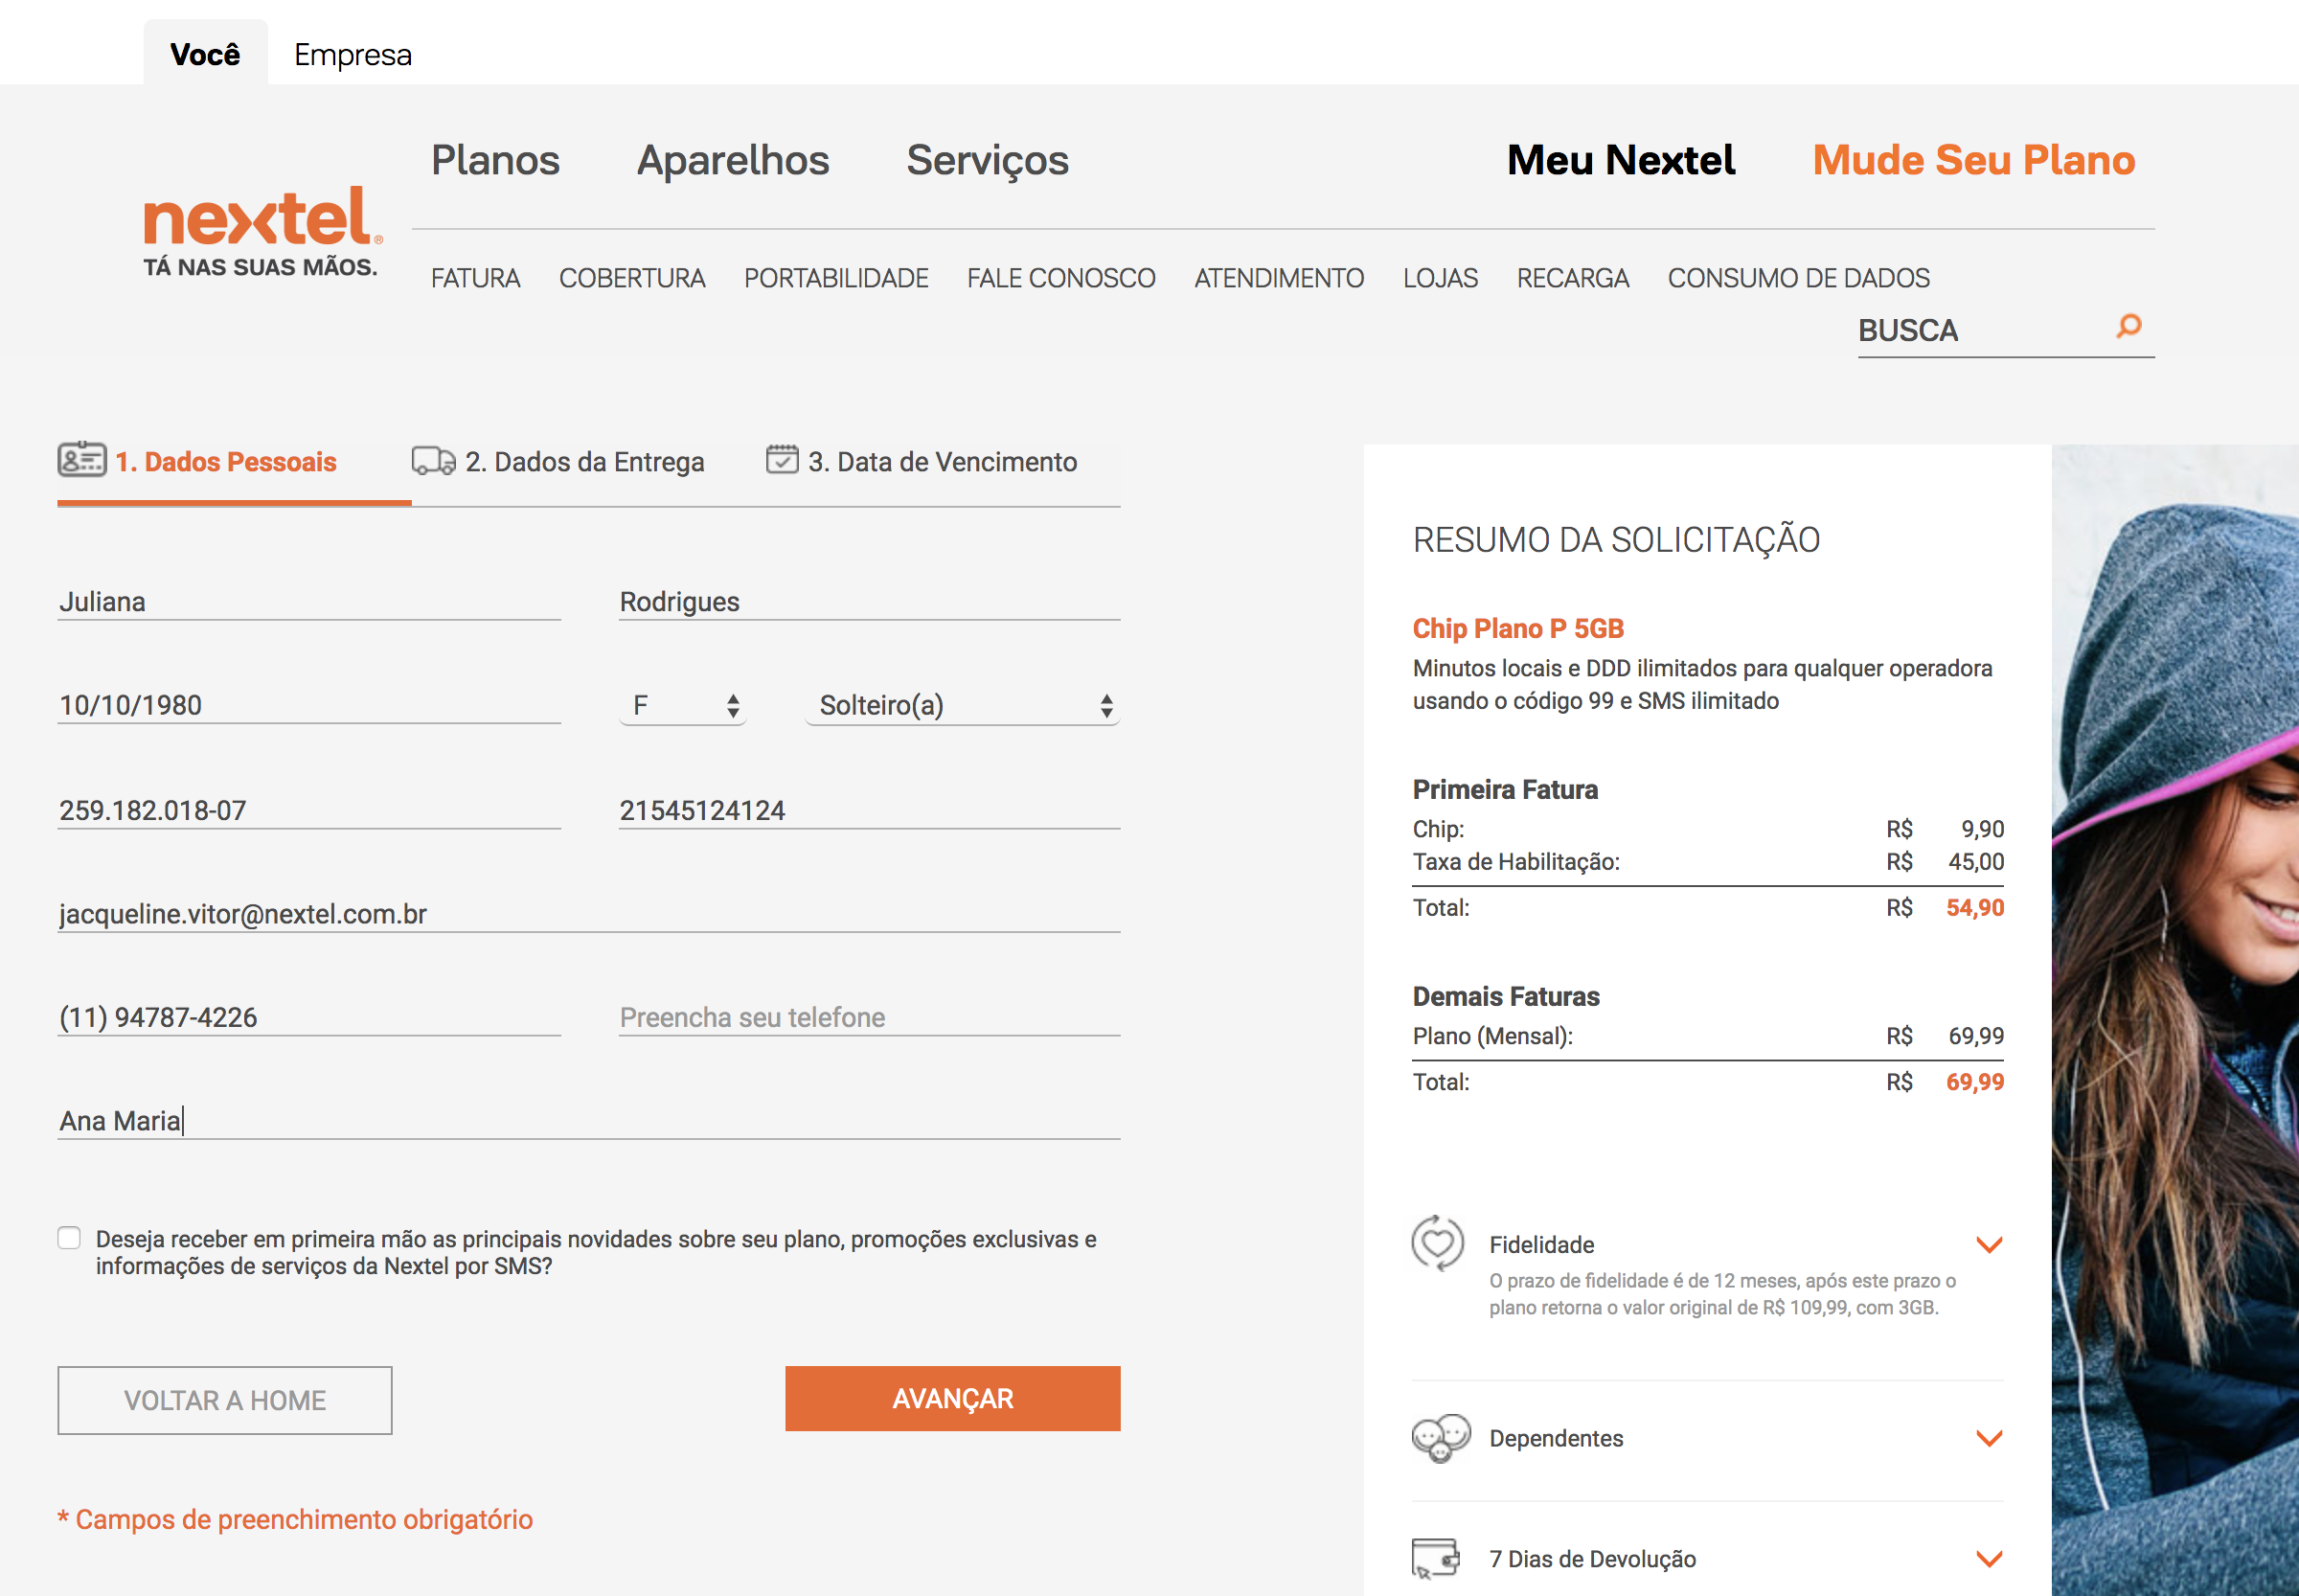 Você
Empresa
Planos
Aparelhos
Serviços
Meu Nextel
Mude Seu Plano
nextel®
TÁ NAS SUAS MÃOS.
FATURA
COBERTURA
PORTABILIDADE
FALE CONOSCO
ATENDIMENTO
LOJAS
RECARGA
CONSUMO DE DADOS
BUSCA
1. Dados Pessoais
2. Dados da Entrega
3. Data de Vencimento
Juliana
Rodrigues
10/10/1980
F
Solteiro(a)
259.182.018-07
21545124124
jacqueline.vitor@nextel.com.br
(11) 94787-4226
Preencha seu telefone
Ana Maria
Deseja receber em primeira mão as principais novidades sobre seu plano, promoções exclusivas e
informações de serviços da Nextel por SMS?
VOLTAR A HOME
AVANÇAR
* Campos de preenchimento obrigatório
RESUMO DA SOLICITAÇÃO
Chip Plano P 5GB
Minutos locais e DDD ilimitados para qualquer operadora
usando o código 99 e SMS ilimitado
Primeira Fatura
Chip: R$ 9,90
Taxa de Habilitação: R$ 45,00
Total: R$ 54,90
Demais Faturas
Plano (Mensal): R$ 69,99
Total: R$ 69,99
Fidelidade
O prazo de fidelidade é de 12 meses, após este prazo o
plano retorna o valor original de R$ 109,99, com 3GB.
Dependentes
7 Dias de Devolução